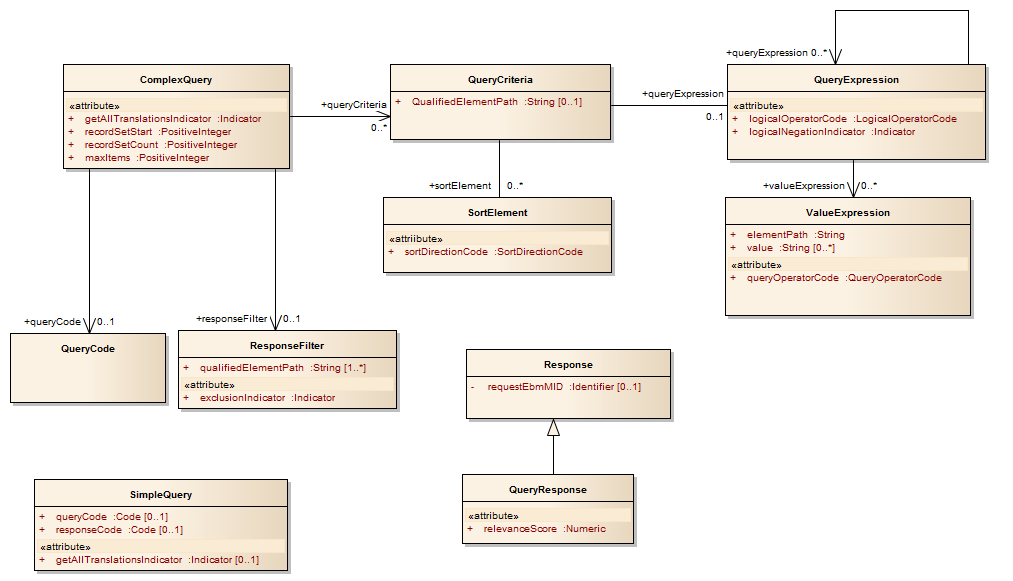 +queryExpression 0..*
ComplexQuery
«attribute»
+ getAllTranslationsIndicator :Indicator
+ recordSetStart :PositiveInteger
+ recordSetCount :PositiveInteger
+ maxItems :PositiveInteger
+queryCriteria
0..*
QueryCriteria
+ QualifiedElementPath :String [0..1]
+queryExpression
0..1
QueryExpression
«attribute»
+ logicalOperatorCode :LogicalOperatorCode
+ logicalNegationIndicator :Indicator
+sortElement 0..*
+valueExpression 0..*
SortElement
«attriibute»
+ sortDirectionCode :SortDirectionCode
ValueExpression
+ elementPath :String
+ value :String [0..*]
«attribute»
+ queryOperatorCode :QueryOperatorCode
+queryCode 0..1
+responseFilter 0..1
QueryCode
ResponseFilter
+ qualifiedElementPath :String [1..*]
«attribute»
+ exclusionIndicator :Indicator
Response
- requestEbmMID :Identifier [0..1]
SimpleQuery
+ queryCode :Code [0..1]
+ responseCode :Code [0..1]
«attribute»
+ getAllTranslationsIndicator :Indicator [0..1]
QueryResponse
«attribute»
+ relevanceScore :Numeric